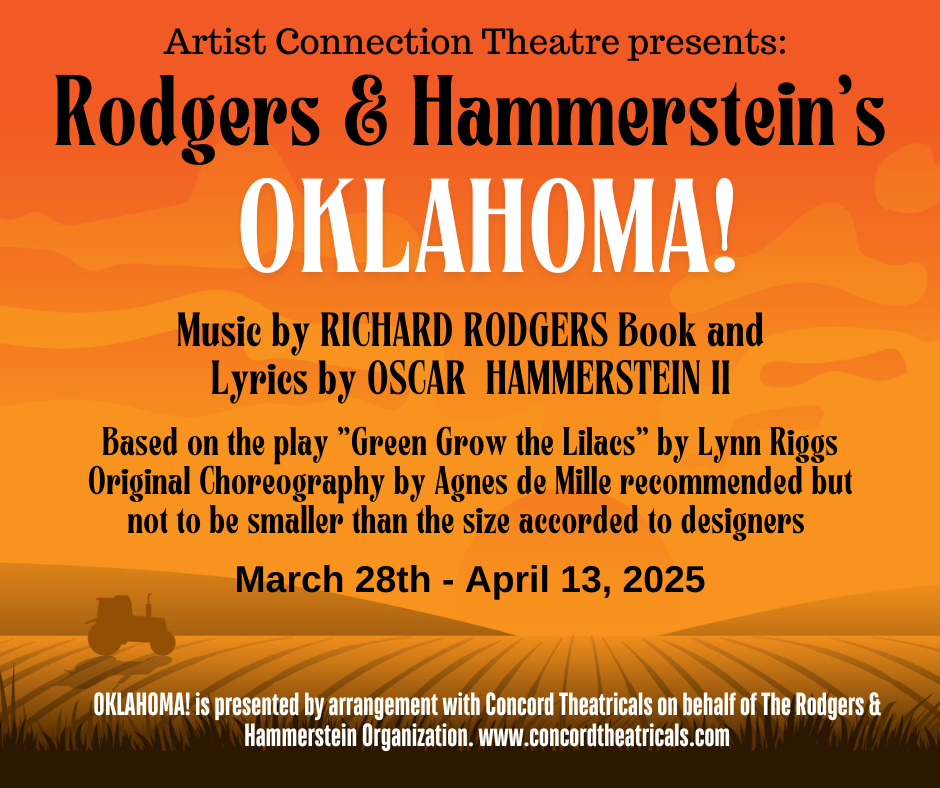 Artist Connection Theatre presents:
Rodgers & Hammerstein's
OKLAHOMA!
Music by RICHARD RODGERS Book and
Lyrics by OSCAR HAMMERSTEIN II
Based on the play "Green Grow the Lilacs" by Lynn Riggs
Original Choreography by Agnes de Mille recommended but
not to be smaller than the size accorded to designers
March 28th - April 13, 2025
OKLAHOMA! is presented by arrangement with Concord Theatricals on behalf of The Rodgers &
Hammerstein Organization. www.concordtheatricals.com